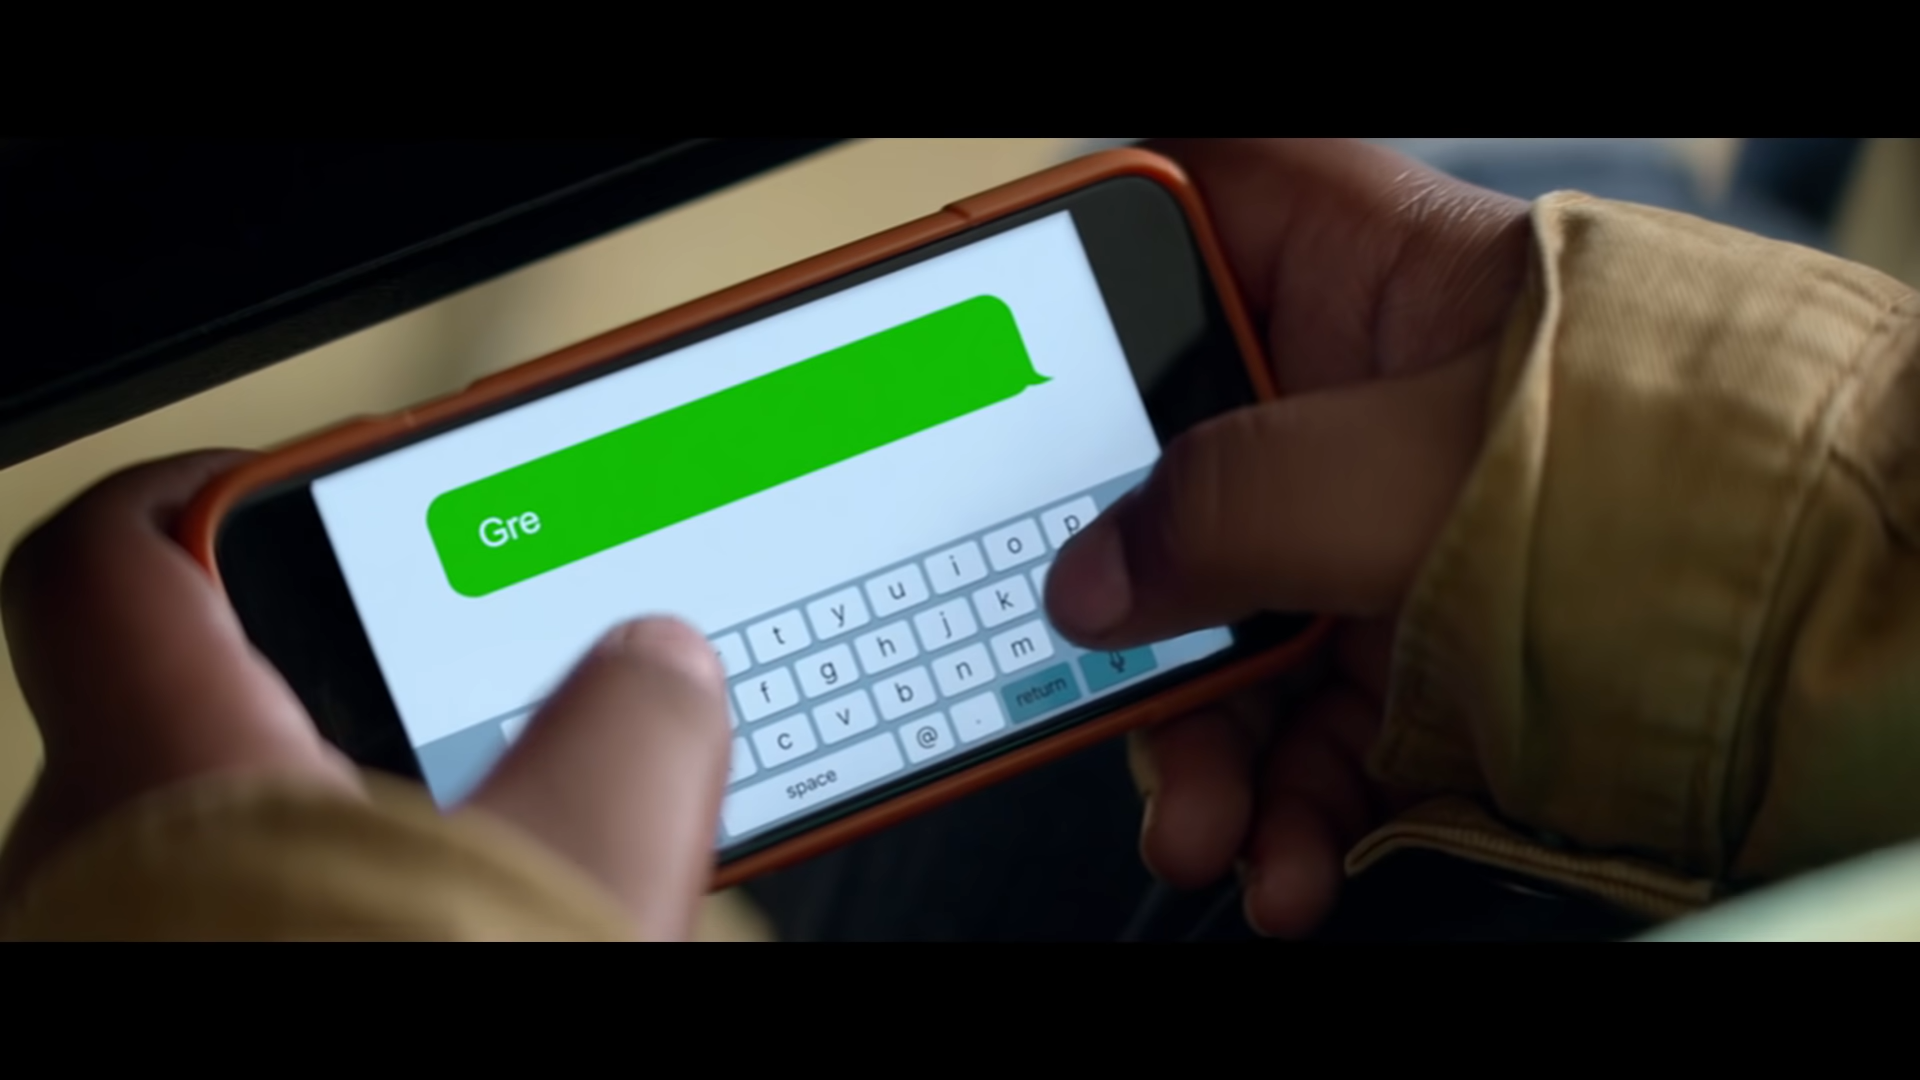 Gre
t y u i o p
f g h j k
c v b n m
space @ . return